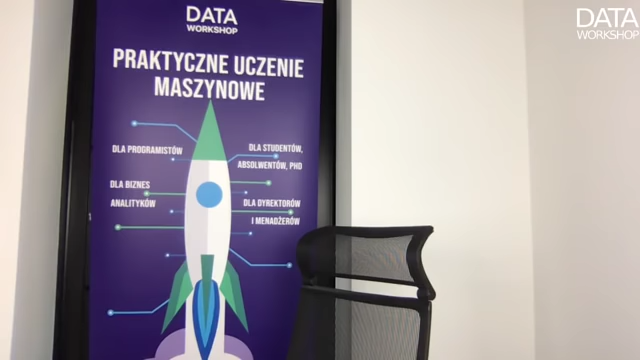 DATA
WORKSHOP
PRAKTYCZNE UCZENIE
MASZYNOWE
DLA PROGRAMISTÓW
DLA STUDENTÓW,
ABSOLWENTÓW, PHD
DLA BIZNES
ANALITYKÓW
DLA DYREKTORÓW
I MENADŻERÓW
DATA
WORKSHOP